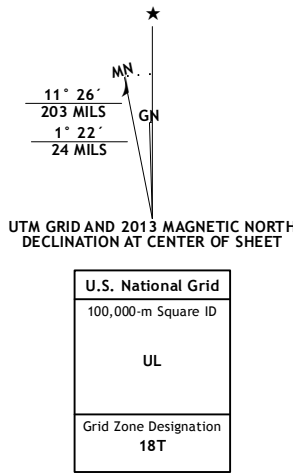 ★
MN
GN
11° 26´
203 MILS
1° 22´
24 MILS
UTM GRID AND 2013 MAGNETIC NORTH
DECLINATION AT CENTER OF SHEET
U.S. National Grid
100,000-m Square ID
UL
Grid Zone Designation
18T